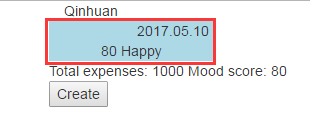 Qinhuan
2017.05.10
80 Happy
Total expenses: 1000 Mood score: 80
Create